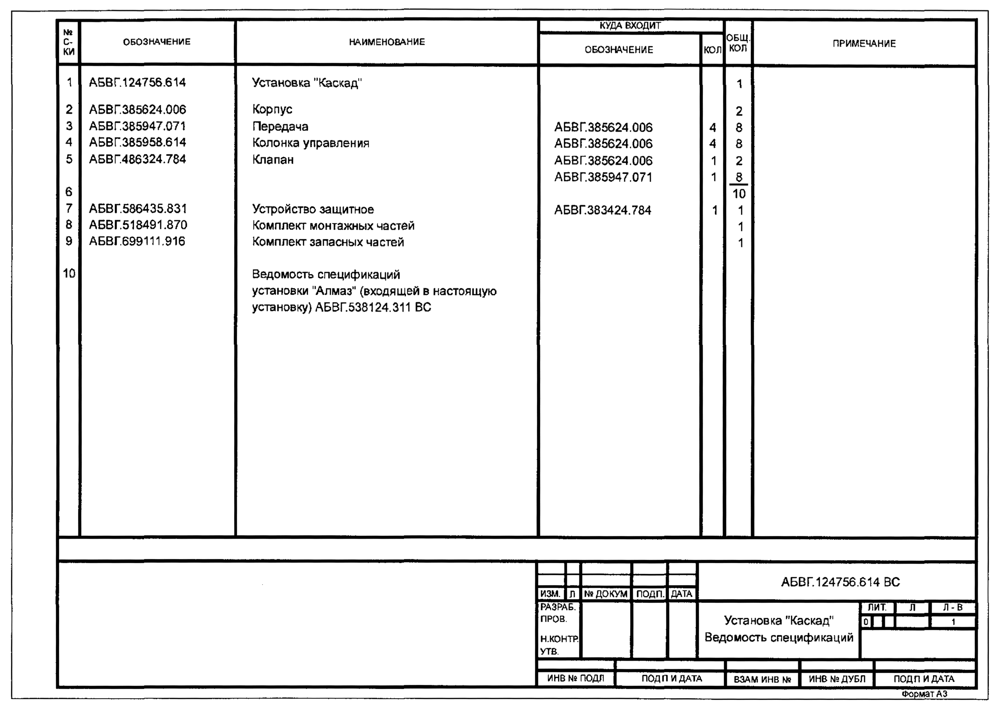 № С-КИ ОБОЗНАЧЕНИЕ НАИМЕНОВАНИЕ КУДА ВХОДИТ ОБЩ. КОЛ ПРИМЕЧАНИЕ
ОБОЗНАЧЕНИЕ КОЛ
1 АБВГ.124756.614 Установка "Каскад" 1
2 АБВГ.385624.006 Корпус 2
3 АБВГ.385947.071 Передача АБВГ.385624.006 4 8
4 АБВГ.385958.614 Колонка управления АБВГ.385624.006 4 8
5 АБВГ.486324.784 Клапан АБВГ.385624.006 1 2
АБВГ.385947.071 1 8
6 10
7 АБВГ.586435.831 Устройство защитное АБВГ.383424.784 1 1
8 АБВГ.518491.870 Комплект монтажных частей 1
9 АБВГ.699111.916 Комплект запасных частей 1
10 Ведомость спецификаций
установки "Алмаз" (входящей в настоящую
установку) АБВГ.538124.311 ВС
АБВГ.124756.614 ВС
ИЗМ. Л № ДОКУМ ПОДП. ДАТА
РАЗРАБ.
ПРОВ.
Н.КОНТР.
УТВ.
Установка "Каскад"
Ведомость спецификаций
ЛИТ. Л Л - В
0 1
ИНВ № ПОДЛ ПОДП И ДАТА ВЗАМ ИНВ № ИНВ № ДУБЛ ПОДП И ДАТА
Формат А3